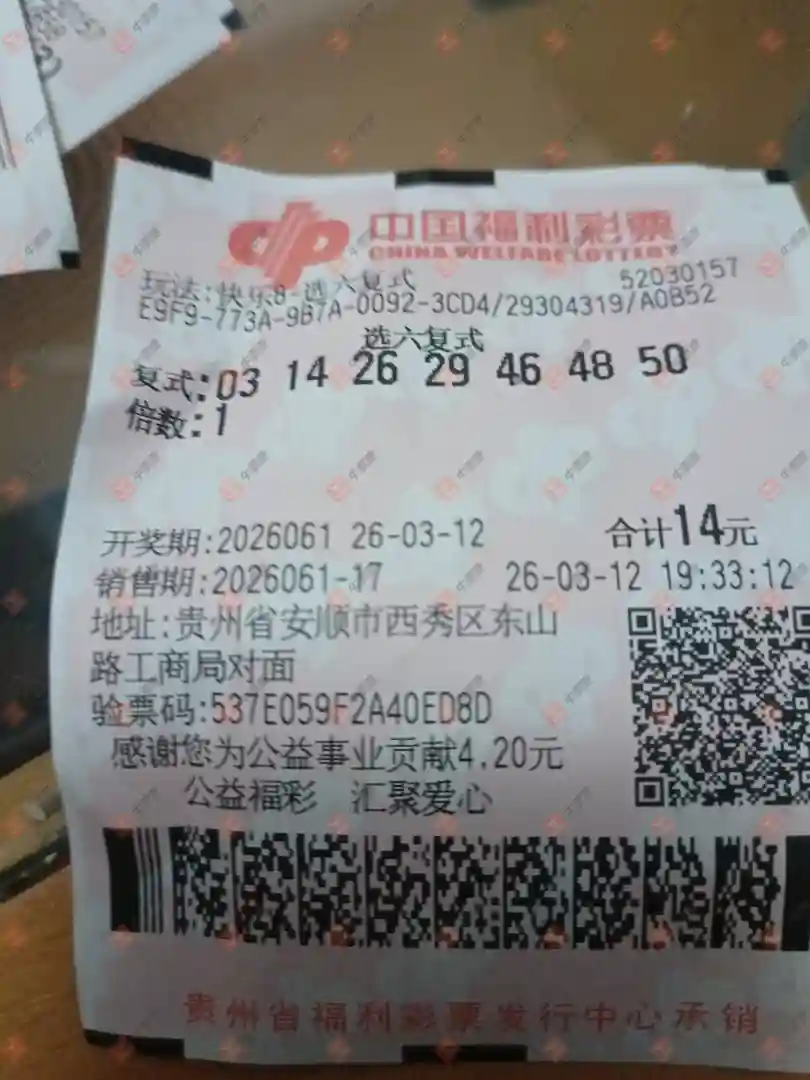 中国福利彩票
CHINA WELFARE LOTTERY
玩法:快乐8-选六复式 52030157
E9F9-773A-9B7A-0092-3CD4/29304319/A0B52
选六复式
复式:03 14 26 29 46 48 50
倍数:1
开奖期:2026061 26-03-12 合计14元
销售期:2026061-17 26-03-12 19:33:12
地址:贵州省安顺市西秀区东山
路工商局对面
验票码:537E059F2A40ED8D
感谢您为公益事业贡献4.20元
公益福彩 汇聚爱心
贵州省福利彩票发行中心承销